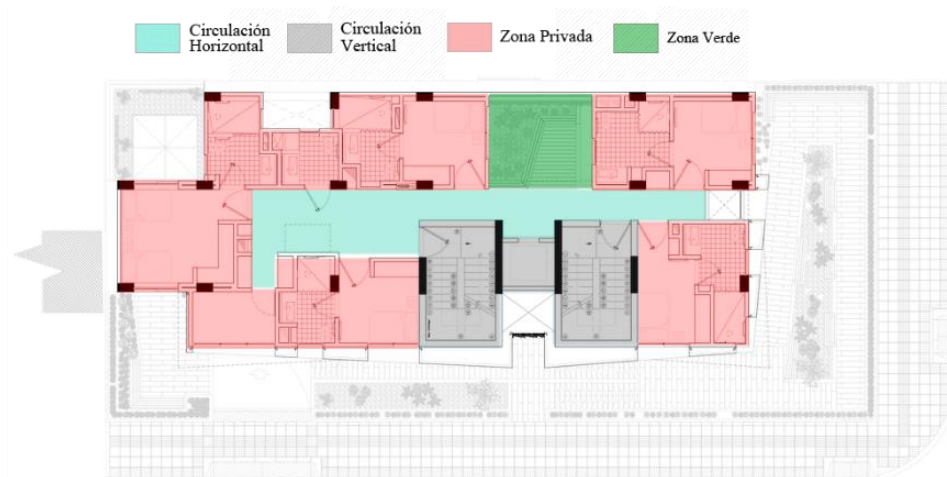 Circulación
Horizontal
Circulación
Vertical
Zona Privada
Zona Verde